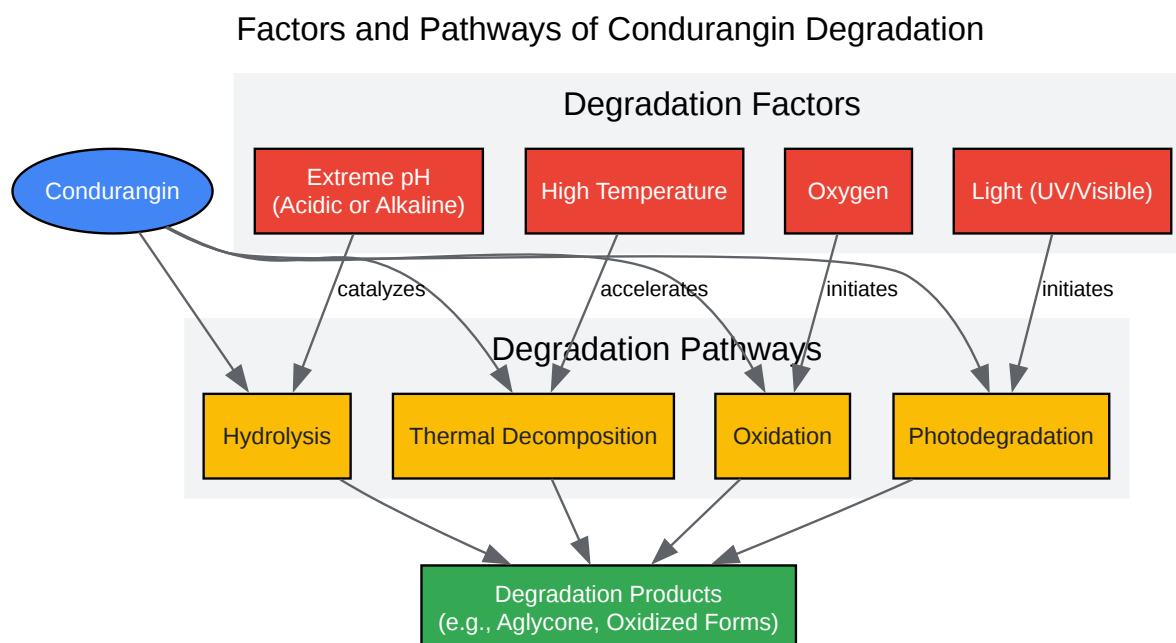 Factors and Pathways of Condurangin Degradation
Degradation Factors
Condurangin
Extreme pH
(Acidic or Alkaline)
High Temperature
Oxygen
Light (UV/Visible)
catalyzes
accelerates
initiates
initiates
Degradation Pathways
Hydrolysis
Thermal Decomposition
Oxidation
Photodegradation
Degradation Products
(e.g., Aglycone, Oxidized Forms)